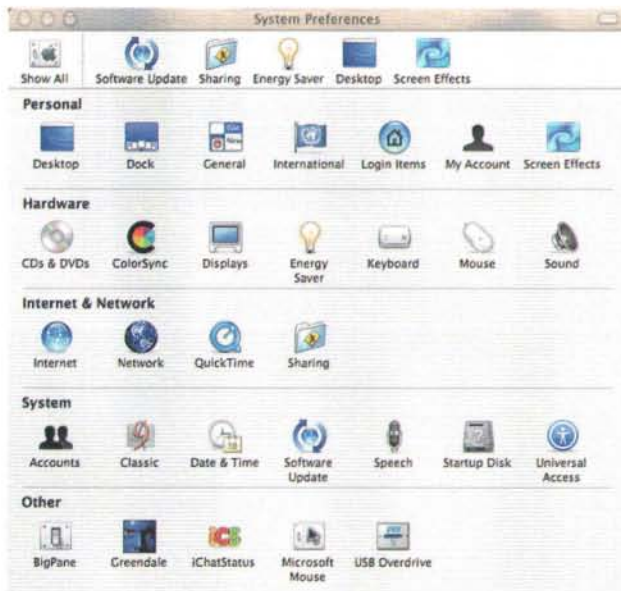 System Preferences
Show All Software Update Sharing Energy Saver Desktop Screen Effects
Personal
Desktop Dock General International Login Items My Account Screen Effects
Hardware
CDs & DVDs ColorSync Displays Energy Saver Keyboard Mouse Sound
Internet & Network
Internet Network QuickTime Sharing
System
Accounts Classic Date & Time Software Update Speech Startup Disk Universal Access
Other
BigPane Greendale iChatStatus Microsoft Mouse USB Overdrive